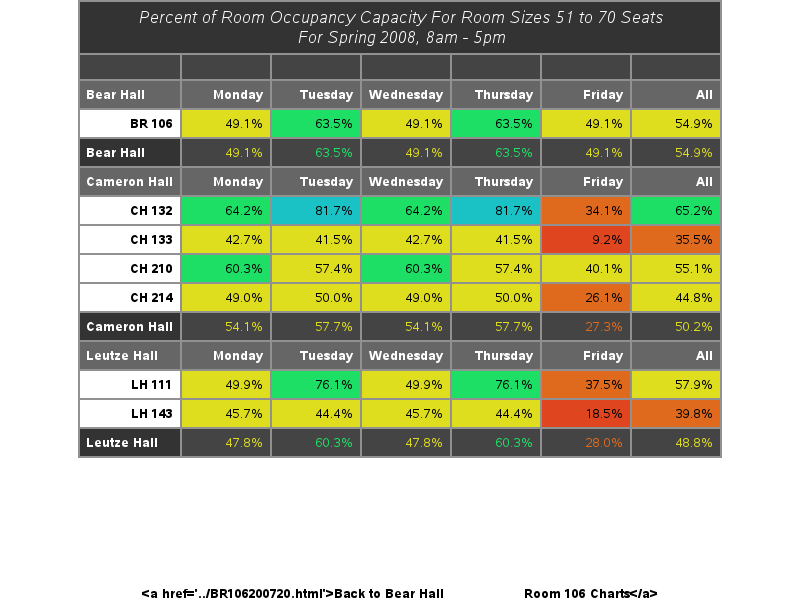 Percent of Room Occupancy Capacity For Room Sizes 51 to 70 Seats
For Spring 2008, 8am - 5pm
Bear Hall Monday Tuesday Wednesday Thursday Friday All
BR 106 49.1% 63.5% 49.1% 63.5% 49.1% 54.9%
Bear Hall 49.1% 63.5% 49.1% 63.5% 49.1% 54.9%
Cameron Hall Monday Tuesday Wednesday Thursday Friday All
CH 132 64.2% 81.7% 64.2% 81.7% 34.1% 65.2%
CH 133 42.7% 41.5% 42.7% 41.5% 9.2% 35.5%
CH 210 60.3% 57.4% 60.3% 57.4% 40.1% 55.1%
CH 214 49.0% 50.0% 49.0% 50.0% 26.1% 44.8%
Cameron Hall 54.1% 57.7% 54.1% 57.7% 27.3% 50.2%
Leutze Hall Monday Tuesday Wednesday Thursday Friday All
LH 111 49.9% 76.1% 49.9% 76.1% 37.5% 57.9%
LH 143 45.7% 44.4% 45.7% 44.4% 18.5% 39.8%
Leutze Hall 47.8% 60.3% 47.8% 60.3% 28.0% 48.8%
<a href='../BR106200720.html'>Back to Bear Hall Room 106 Charts</a>